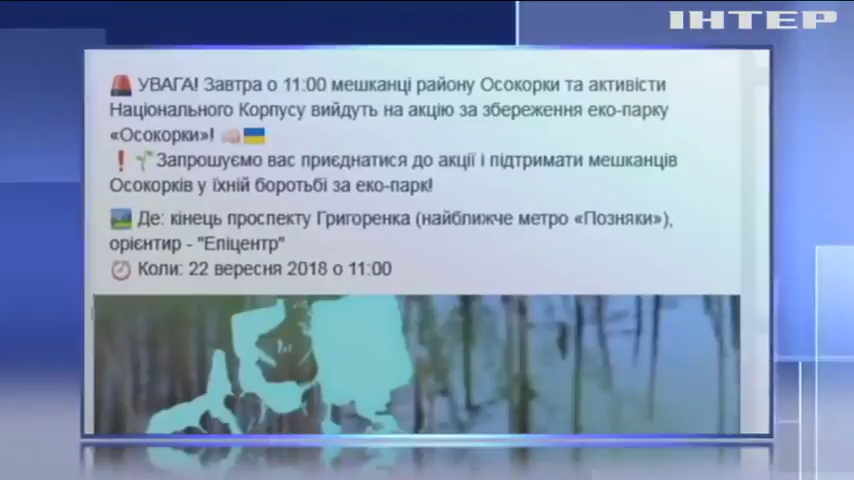 ІНТЕР
🚨 УВАГА! Завтра о 11:00 мешканці району Осокорки та активісти
Національного Корпусу вийдуть на акцію за збереження еко-парку
«Осокорки»! 👊🏻🇺🇦
❗🌱Запрошуємо вас приєднатися до акції і підтримати мешканців
Осокорків у їхній боротьбі за еко-парк!
🏞 Де: кінець проспекту Григоренка (найближче метро «Позняки»),
орієнтир - "Епіцентр"
⏰ Коли: 22 вересня 2018 о 11:00